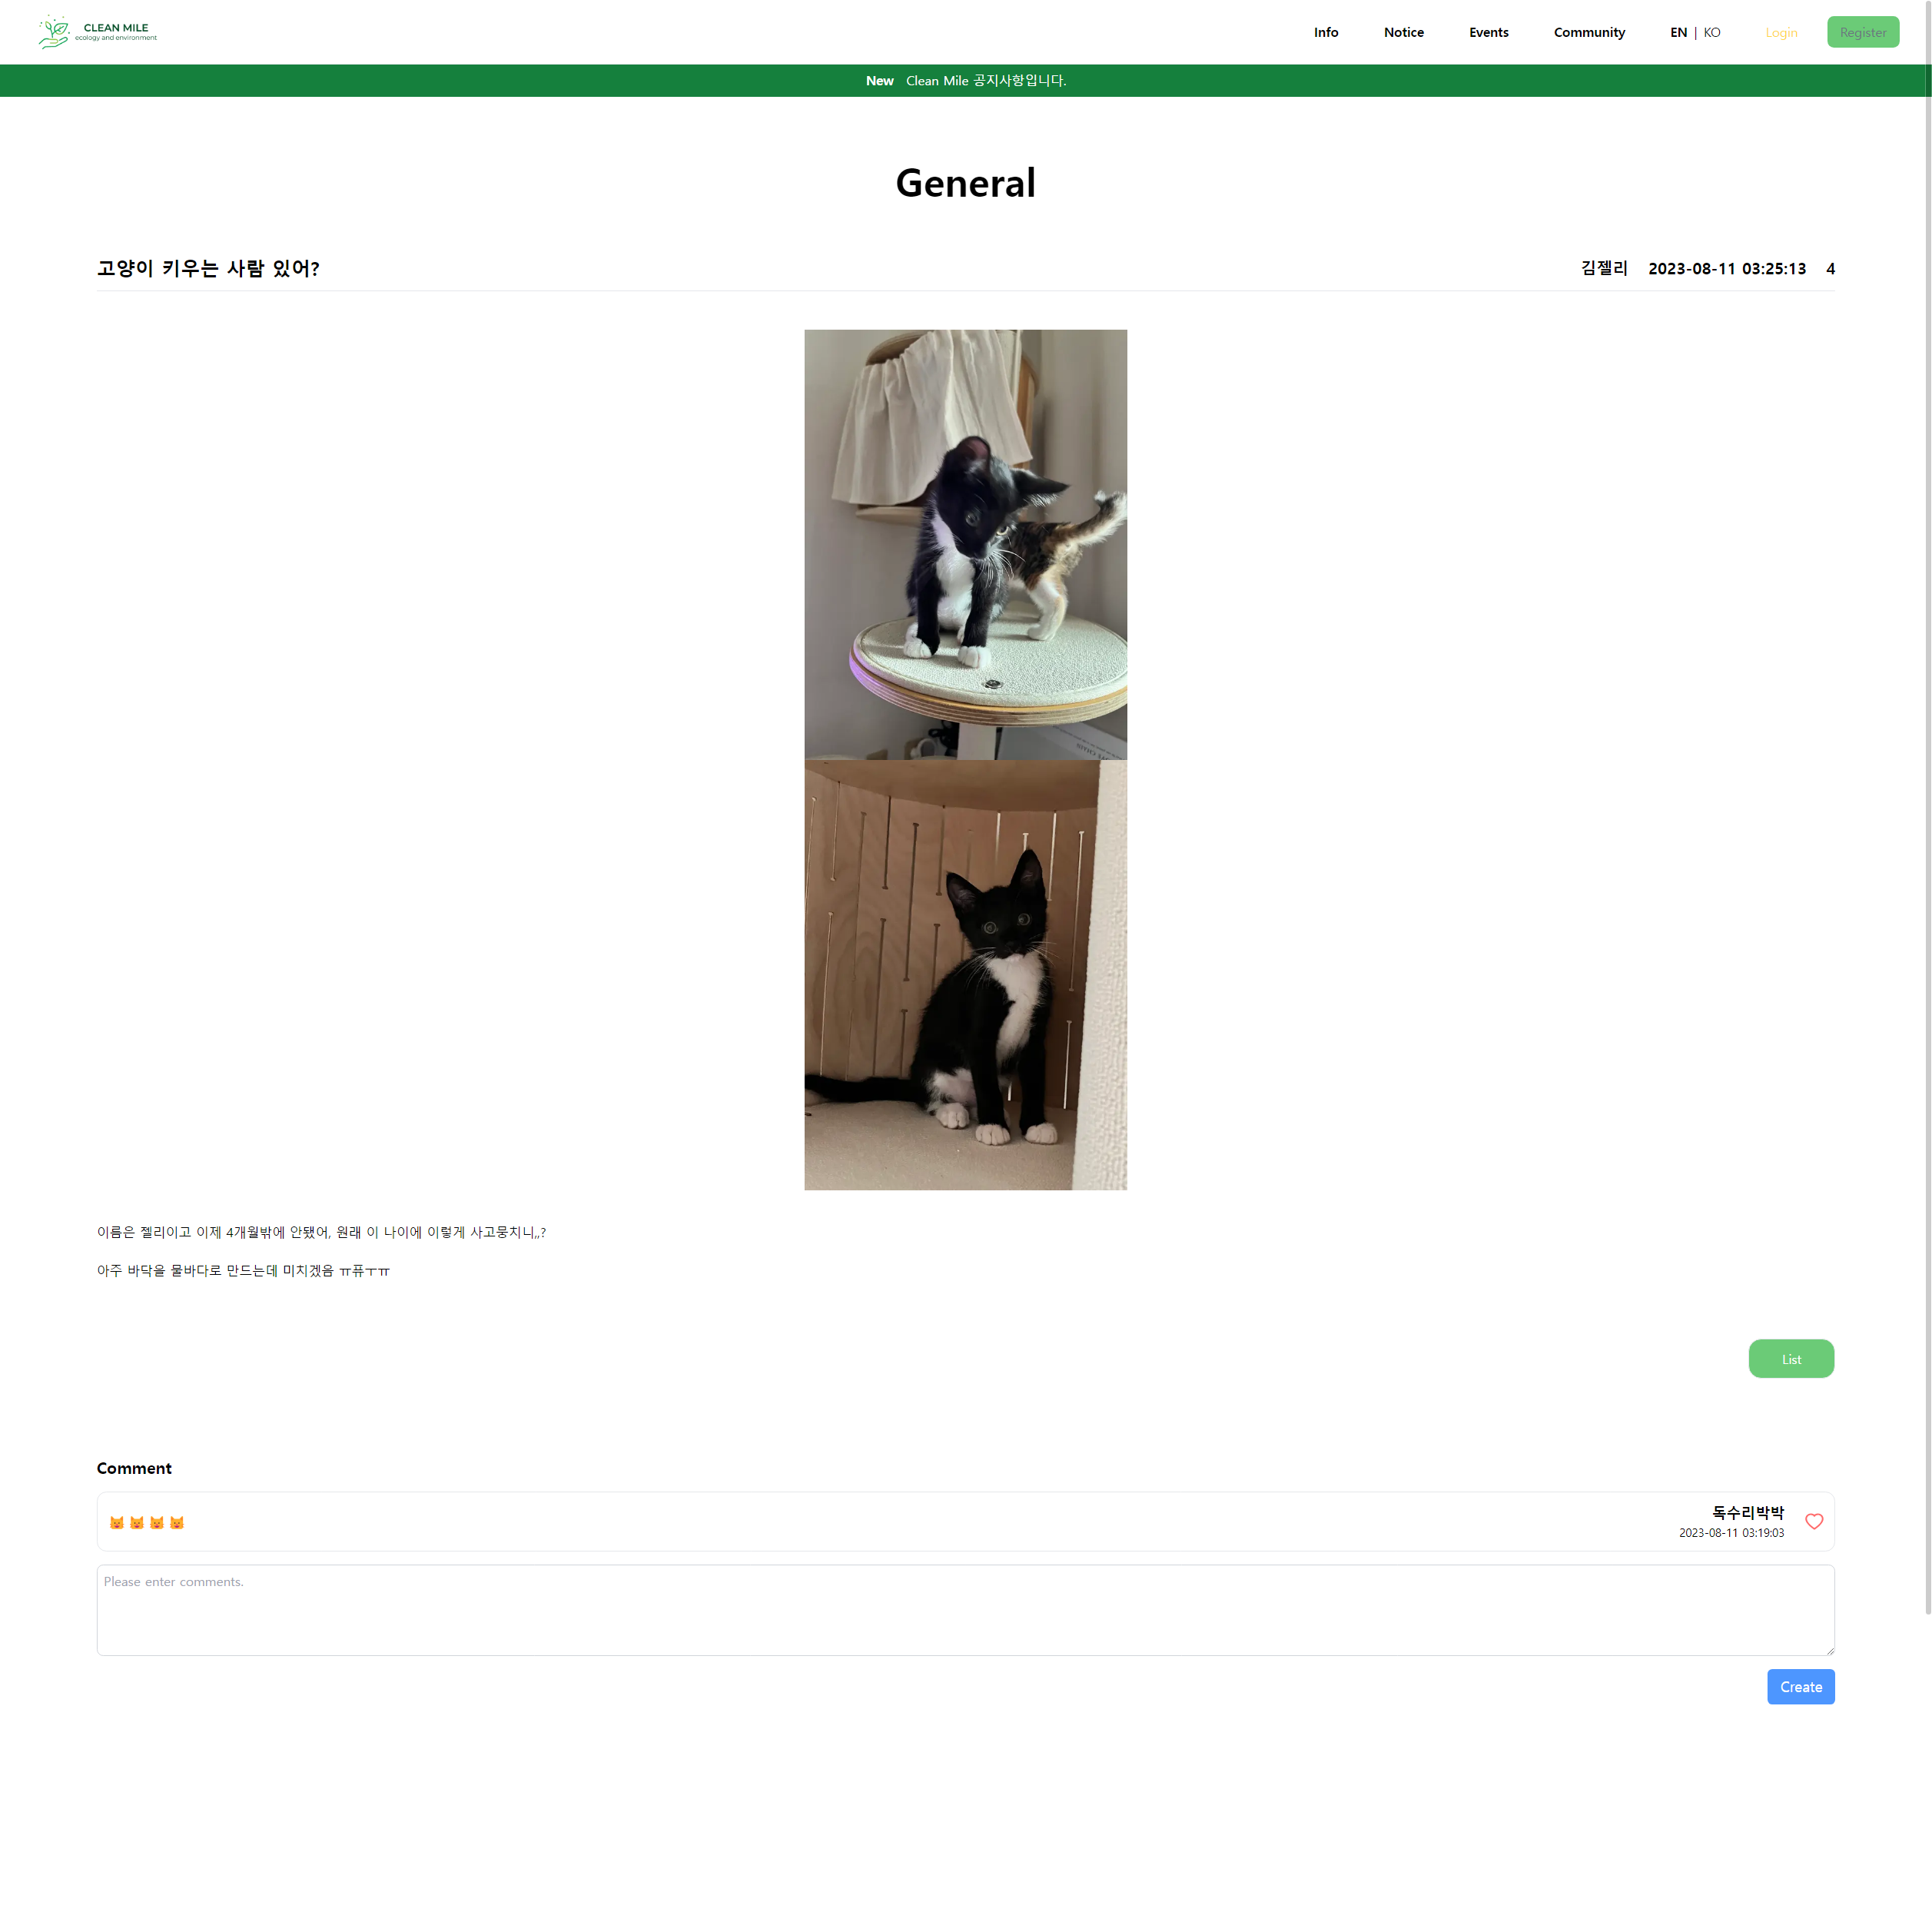 CLEAN MILE
ecology and environment
Info Notice Events Community EN | KO Login Register
New Clean Mile 공지사항입니다.
General
고양이 키우는 사람 있어? 김젤리 2023-08-11 03:25:13 4
이름은 젤리이고 이제 4개월밖에 안됐어, 원래 이 나이에 이렇게 사고뭉치니,,?
아주 바닥을 물바다로 만드는데 미치겠음 ㅠ퓨ㅜㅠ
List
Comment
😺 😺 😺 😺 독수리박박
2023-08-11 03:19:03
Please enter comments.
Create